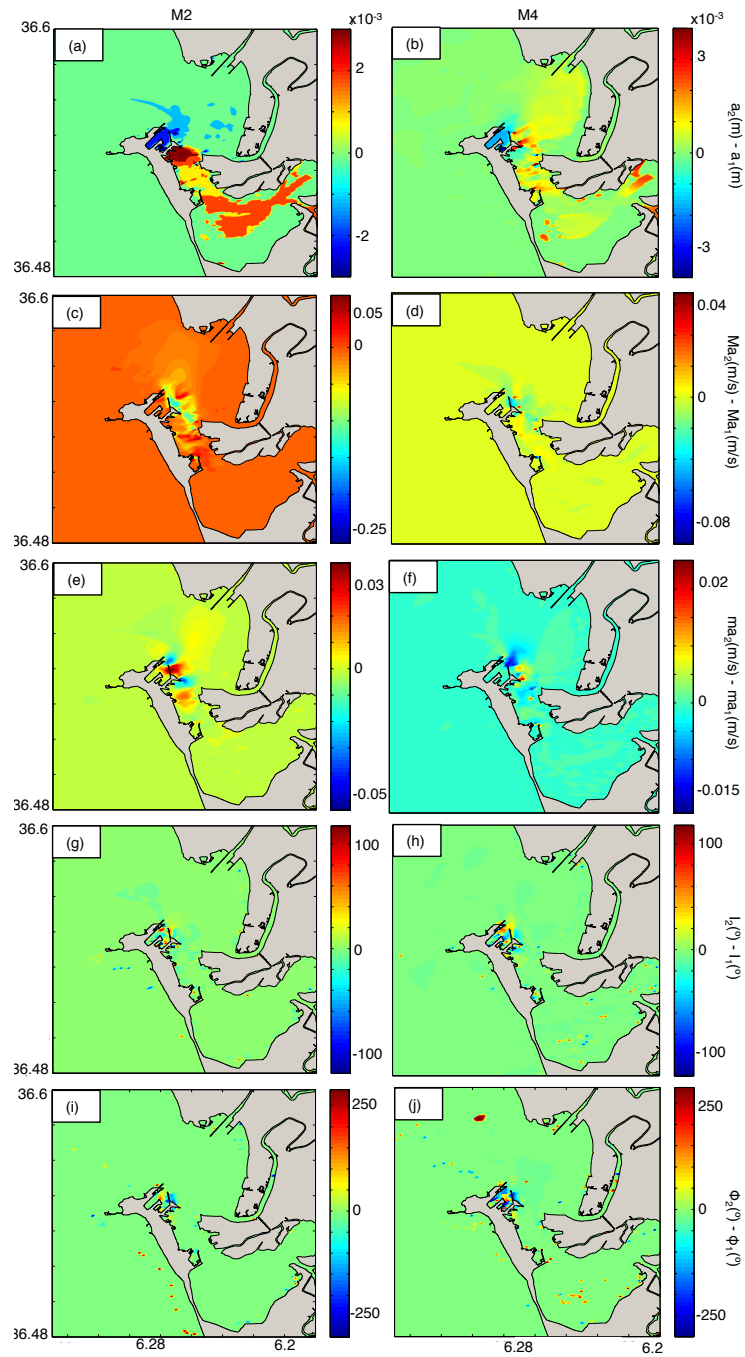 M2 M4
36.6 (a) x10⁻³ (b) x10⁻³
2 3
0 0
-2 -3
36.48
a₂(m) - a₁(m)
36.6 (c) 0.05 (d) 0.04
0 0
-0.25 -0.08
36.48
Ma₂(m/s) - Ma₁(m/s)
36.6 (e) 0.03 (f) 0.02
0 0
-0.05 -0.015
36.48
ma₂(m/s) - ma₁(m/s)
36.6 (g) 100 (h) 100
0 0
-100 -100
36.48
I₂(º) - I₁(º)
36.6 (i) 250 (j) 250
0 0
-250 -250
36.48
Φ₂(º) - Φ₁(º)
6.28 6.2 6.28 6.2